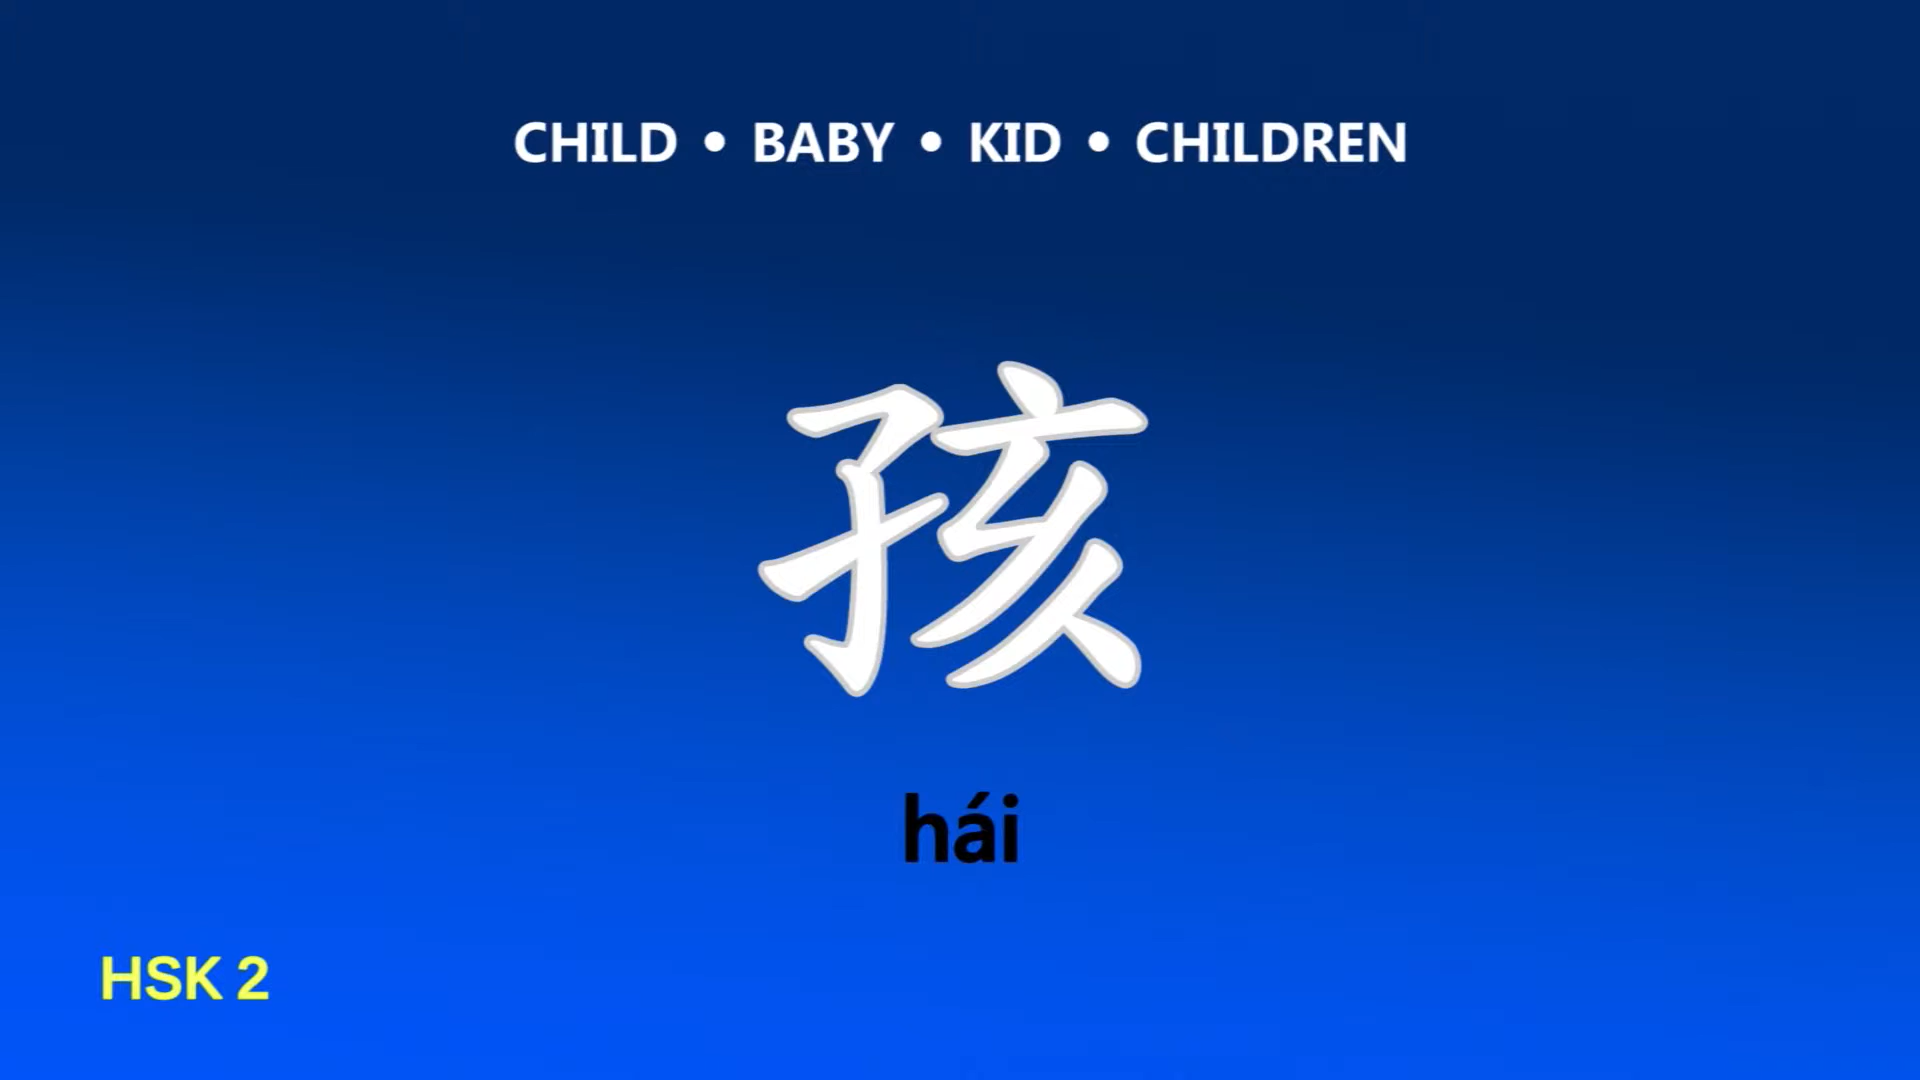 CHILD • BABY • KID • CHILDREN
孩
hái
HSK 2